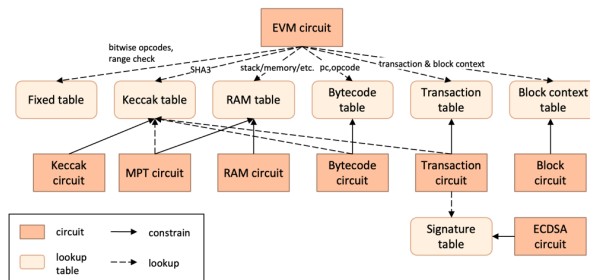 EVM circuit
bitwise opcodes,
range check
SHA3
stack/memory/etc.
pc,opcode
transaction & block context
Fixed table
Keccak table
RAM table
Bytecode
table
Transaction
table
Block context
table
Keccak
circuit
MPT circuit
RAM circuit
Bytecode
circuit
Transaction
circuit
Block
circuit
circuit
constrain
lookup
table
lookup
Signature
table
ECDSA
circuit